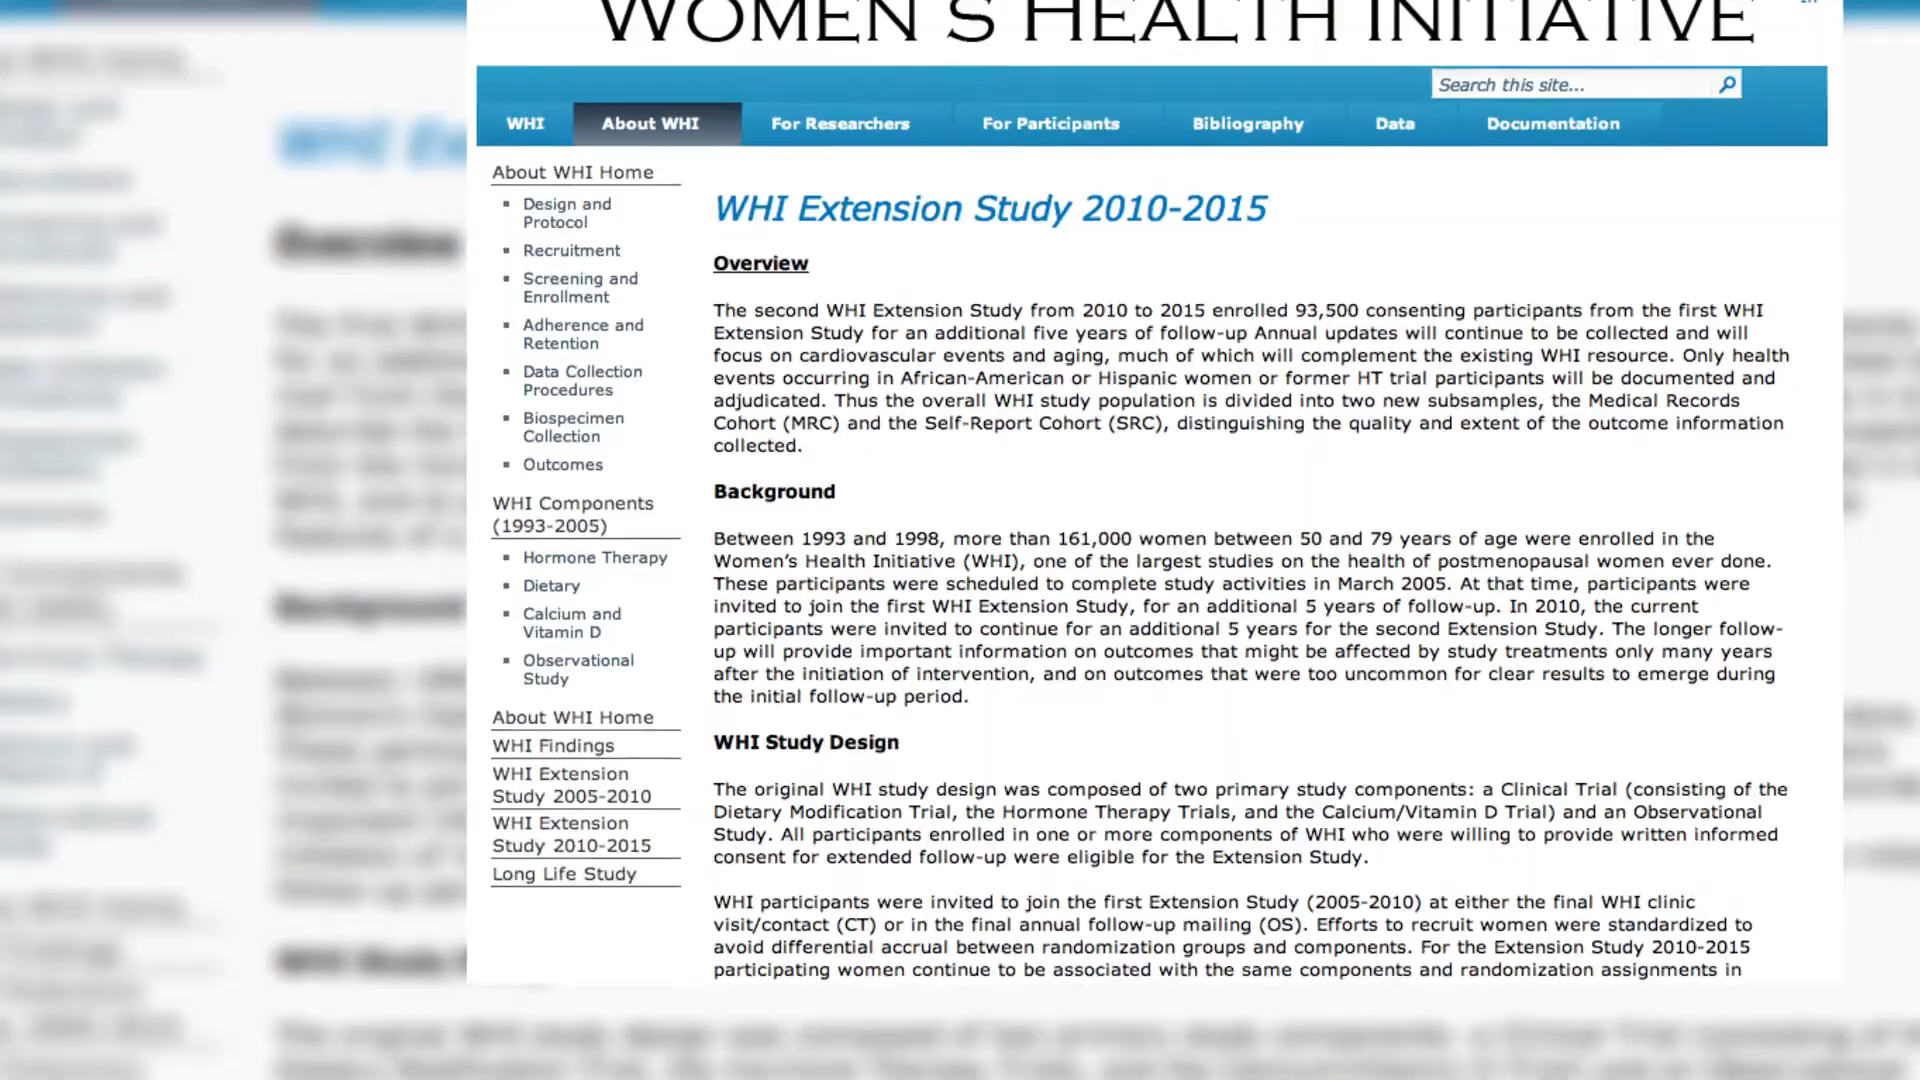 WOMEN'S HEALTH INITIATIVE
Search this site...
WHI About WHI For Researchers For Participants Bibliography Data Documentation
About WHI Home
Design and
Protocol
Recruitment
Screening and
Enrollment
Adherence and
Retention
Data Collection
Procedures
Biospecimen
Collection
Outcomes
WHI Components
(1993-2005)
Hormone Therapy
Dietary
Calcium and
Vitamin D
Observational
Study
About WHI Home
WHI Findings
WHI Extension
Study 2005-2010
WHI Extension
Study 2010-2015
Long Life Study
WHI Extension Study 2010-2015
Overview
The second WHI Extension Study from 2010 to 2015 enrolled 93,500 consenting participants from the first WHI
Extension Study for an additional five years of follow-up Annual updates will continue to be collected and will
focus on cardiovascular events and aging, much of which will complement the existing WHI resource. Only health
events occurring in African-American or Hispanic women or former HT trial participants will be documented and
adjudicated. Thus the overall WHI study population is divided into two new subsamples, the Medical Records
Cohort (MRC) and the Self-Report Cohort (SRC), distinguishing the quality and extent of the outcome information
collected.
Background
Between 1993 and 1998, more than 161,000 women between 50 and 79 years of age were enrolled in the
Women's Health Initiative (WHI), one of the largest studies on the health of postmenopausal women ever done.
These participants were scheduled to complete study activities in March 2005. At that time, participants were
invited to join the first WHI Extension Study, for an additional 5 years of follow-up. In 2010, the current
participants were invited to continue for an additional 5 years for the second Extension Study. The longer follow-
up will provide important information on outcomes that might be affected by study treatments only many years
after the initiation of intervention, and on outcomes that were too uncommon for clear results to emerge during
the initial follow-up period.
WHI Study Design
The original WHI study design was composed of two primary study components: a Clinical Trial (consisting of the
Dietary Modification Trial, the Hormone Therapy Trials, and the Calcium/Vitamin D Trial) and an Observational
Study. All participants enrolled in one or more components of WHI who were willing to provide written informed
consent for extended follow-up were eligible for the Extension Study.
WHI participants were invited to join the first Extension Study (2005-2010) at either the final WHI clinic
visit/contact (CT) or in the final annual follow-up mailing (OS). Efforts to recruit women were standardized to
avoid differential accrual between randomization groups and components. For the Extension Study 2010-2015
participating women continue to be associated with the same components and randomization assignments in